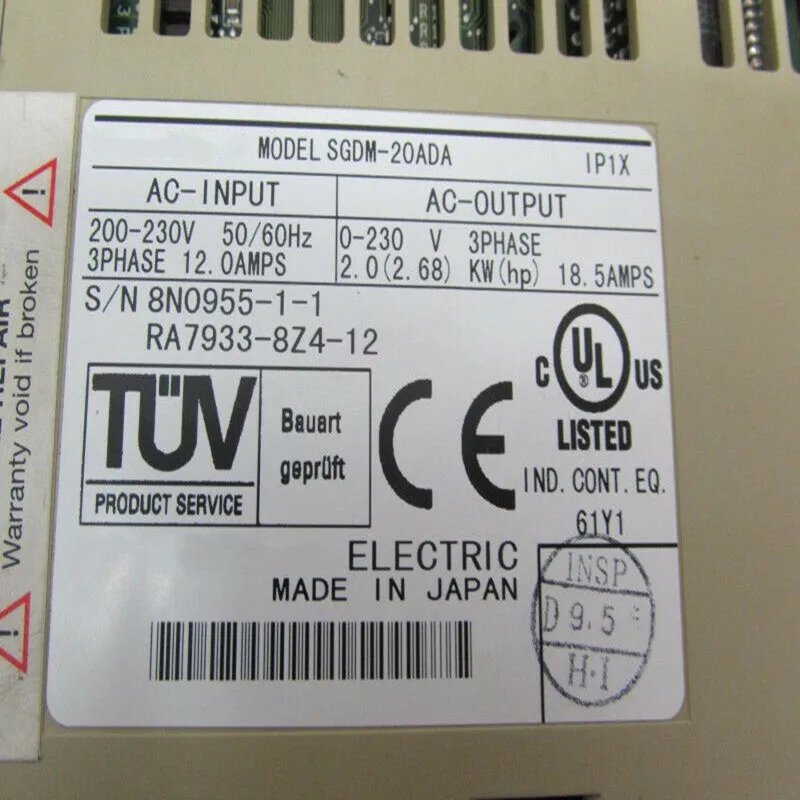 MODEL SGDM-20ADA
IP1X
AC-INPUT
AC-OUTPUT
200-230V 50/60Hz
3PHASE 12.0AMPS
0-230 V 3PHASE
2.0(2.68) KW(hp) 18.5AMPS
S/N 8N0955-1-1
RA7933-8Z4-12
TÜV
PRODUCT SERVICE
Bauart
geprüft
CE
C UL US
®
LISTED
IND. CONT. EQ.
61Y1
ELECTRIC
MADE IN JAPAN
INSP
D 9.5
H·I
Warranty void if broken